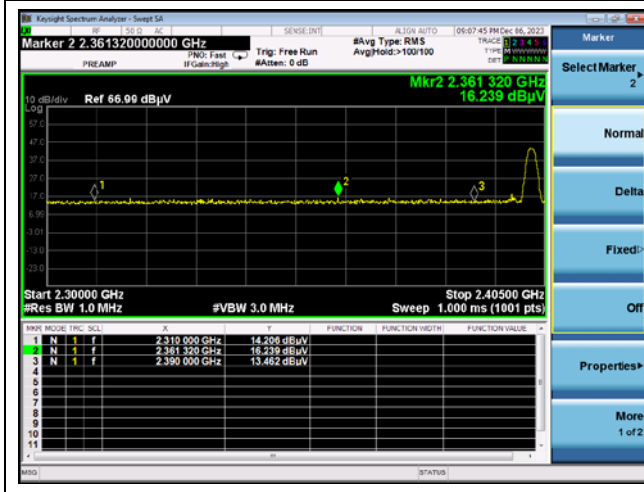 Keysight Spectrum Analyzer - Swept SA
RF 50 Ω AC SENSE:INT ALIGN AUTO 09:07:45 PM Dec 06, 2023
Marker 2 2.361320000000 GHz
PREAMP
PNO: Fast
IFGain:High
Trig: Free Run
#Atten: 0 dB
#Avg Type: RMS
Avg|Hold:>100/100
TRACE 1 2 3 4 5
TYPE M
DET P N N N N N
Mkr2 2.361 320 GHz
16.239 dBµV
10 dB/div Ref 66.99 dBµV
Log
57.0
47.0
37.0
27.0
17.0
6.99
-3.01
-13.0
-23.0
1
2
3
Start 2.30000 GHz Stop 2.40500 GHz
#Res BW 1.0 MHz #VBW 3.0 MHz Sweep 1.000 ms (1001 pts)
MKR MODE TRC SCL X Y FUNCTION FUNCTION WIDTH FUNCTION VALUE
1 N 1 f 2.310 000 GHz 14.206 dBµV
2 N 1 f 2.361 320 GHz 16.239 dBµV
3 N 1 f 2.390 000 GHz 13.462 dBµV
4
5
6
7
8
9
10
11
MSG STATUS
Marker
Select Marker
2
Normal
Delta
Fixed
Off
Properties
More
1 of 2